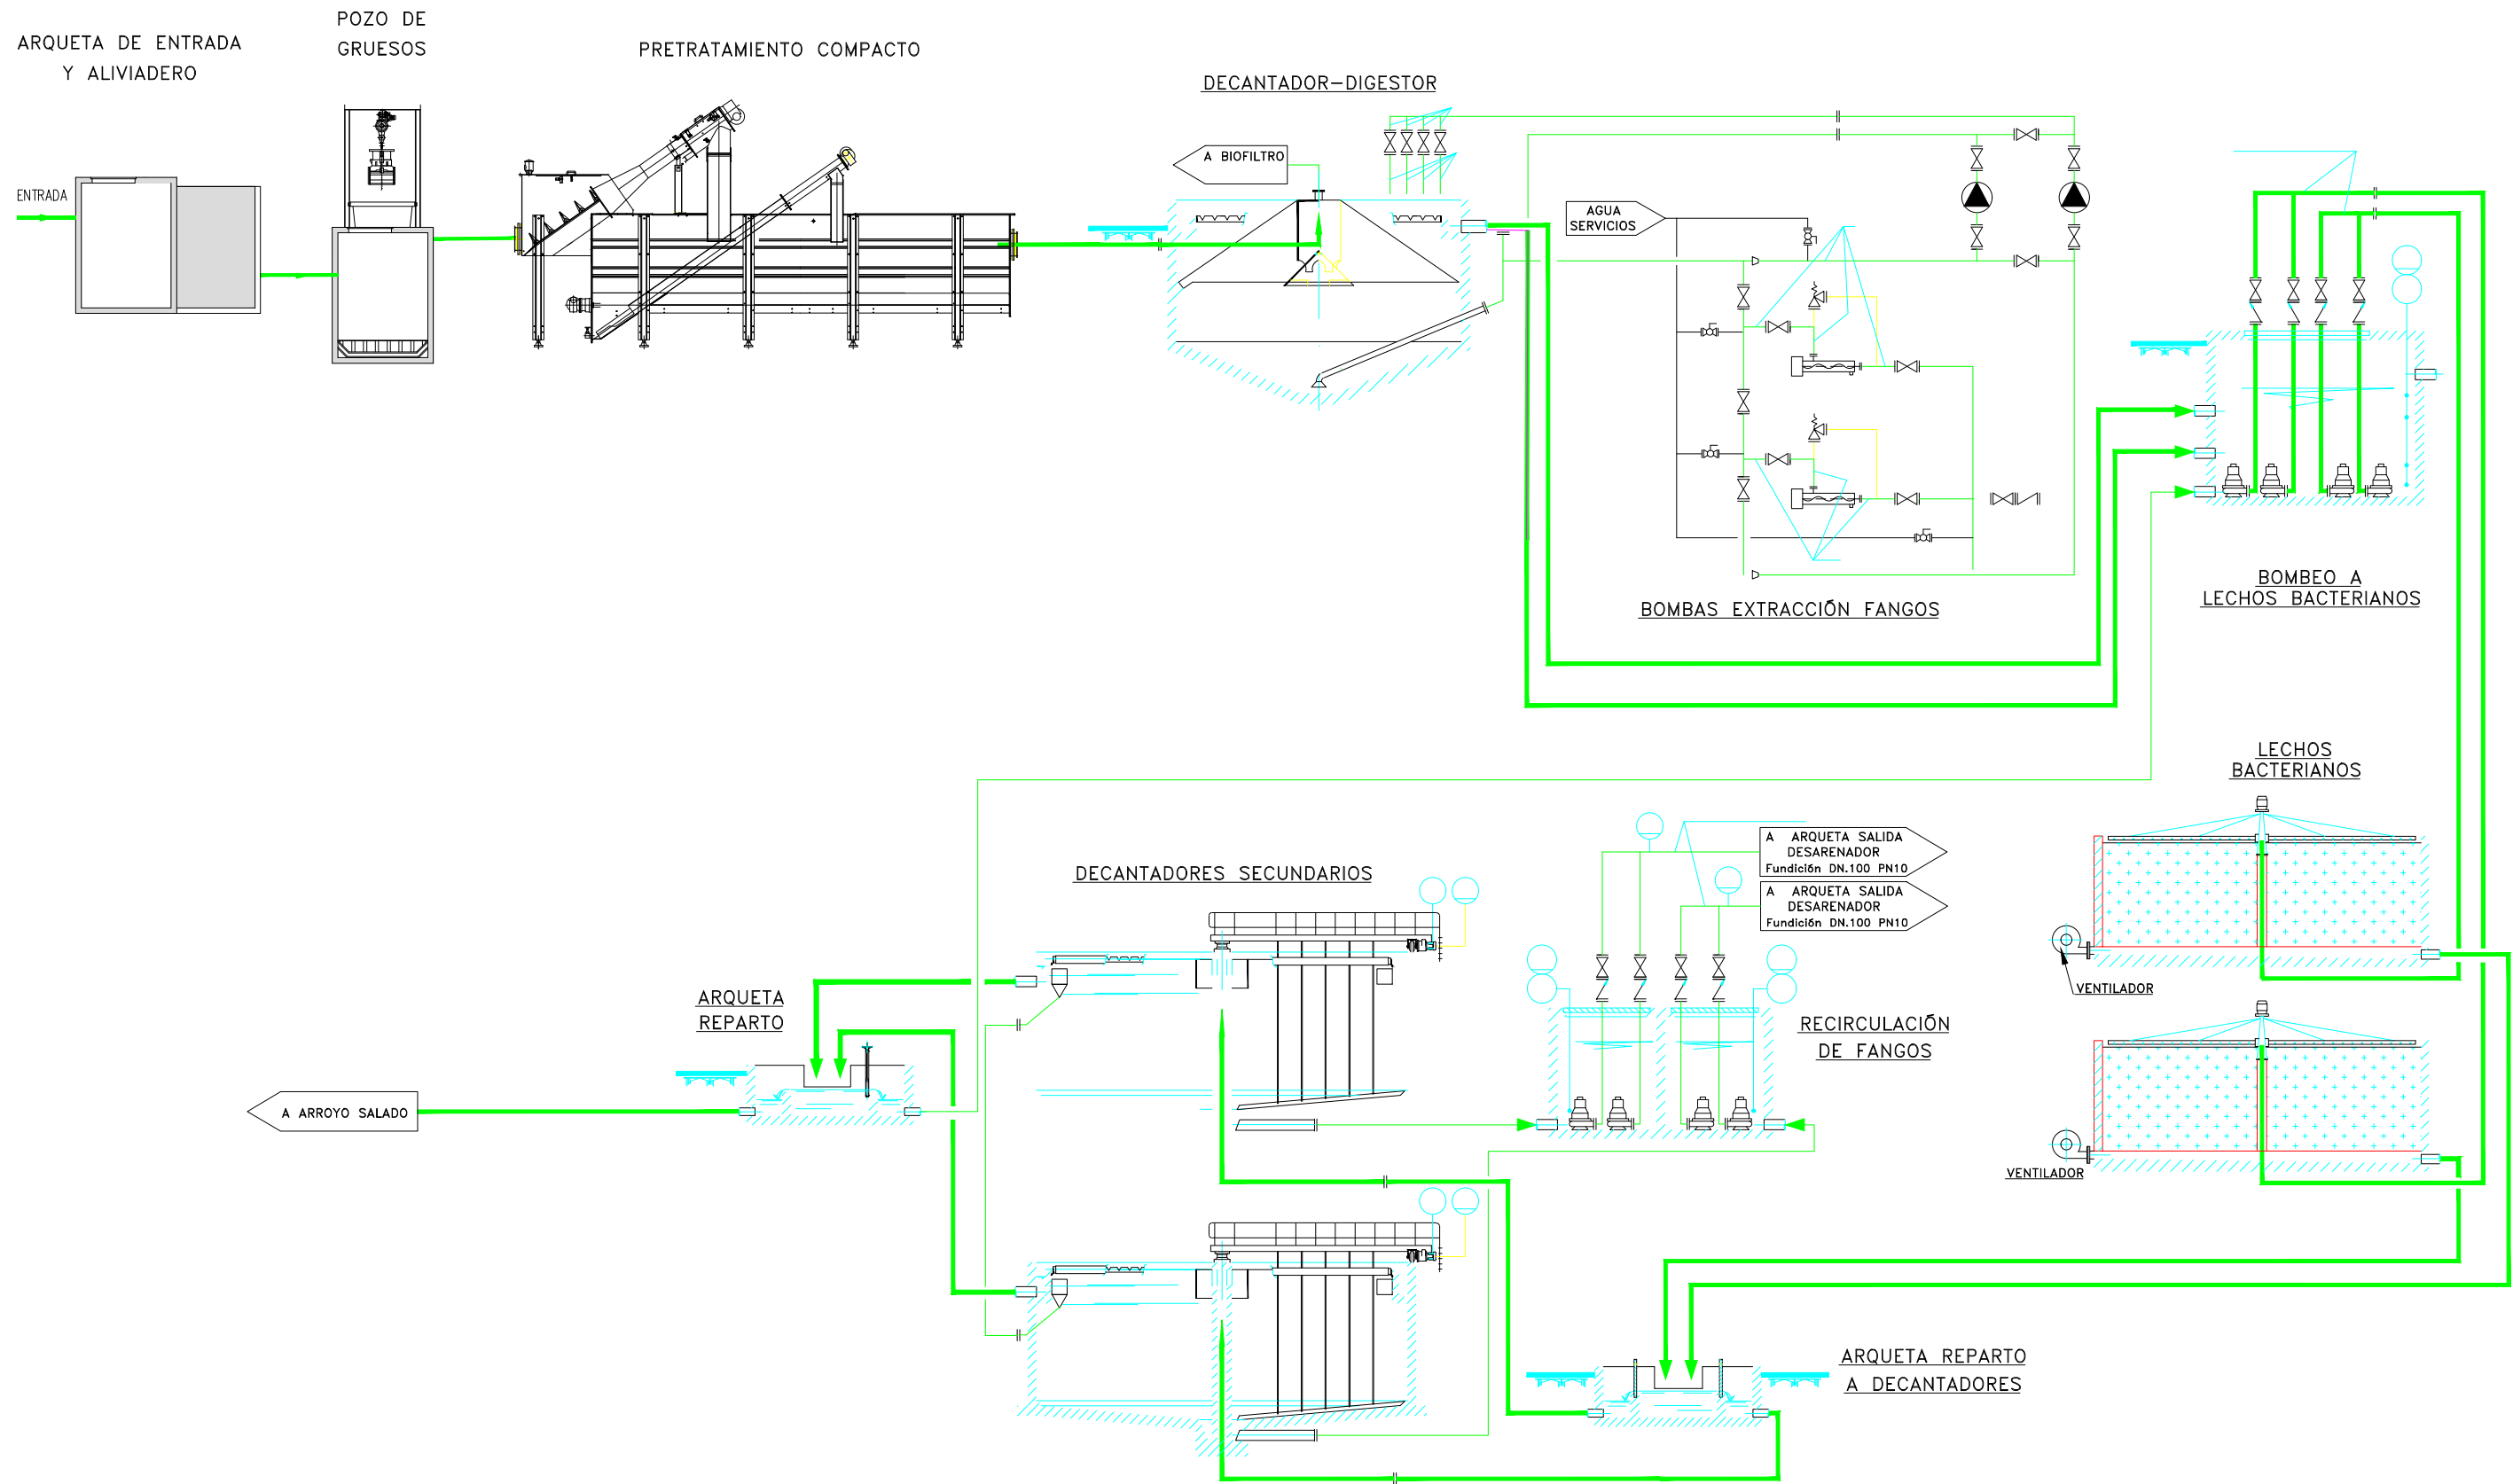 ARQUETA DE ENTRADA
Y ALIVIADERO
POZO DE
GRUESOS
PRETRATAMIENTO COMPACTO
DECANTADOR-DIGESTOR
ENTRADA
A BIOFILTRO
AGUA
SERVICIOS
BOMBAS EXTRACCIÓN FANGOS
BOMBEO A
LECHOS BACTERIANOS
LECHOS
BACTERIANOS
VENTILADOR
VENTILADOR
A ARQUETA SALIDA
DESARENADOR
Fundición DN.100 PN10
A ARQUETA SALIDA
DESARENADOR
Fundición DN.100 PN10
DECANTADORES SECUNDARIOS
RECIRCULACIÓN
DE FANGOS
ARQUETA
REPARTO
A ARROYO SALADO
ARQUETA REPARTO
A DECANTADORES